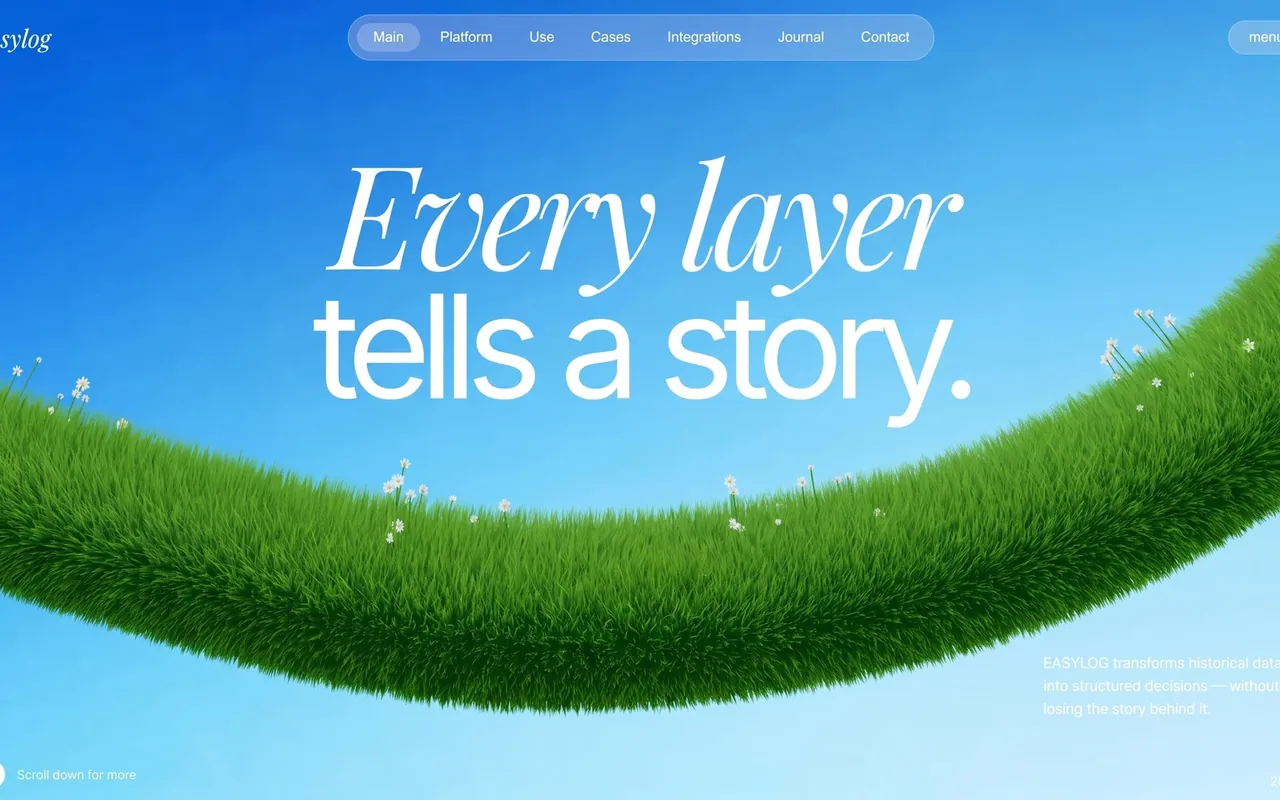 sylog
Main Platform Use Cases Integrations Journal Contact
menu
Every layer
tells a story.
EASYLOG transforms historical data
into structured decisions — without
losing the story behind it.
Scroll down for more